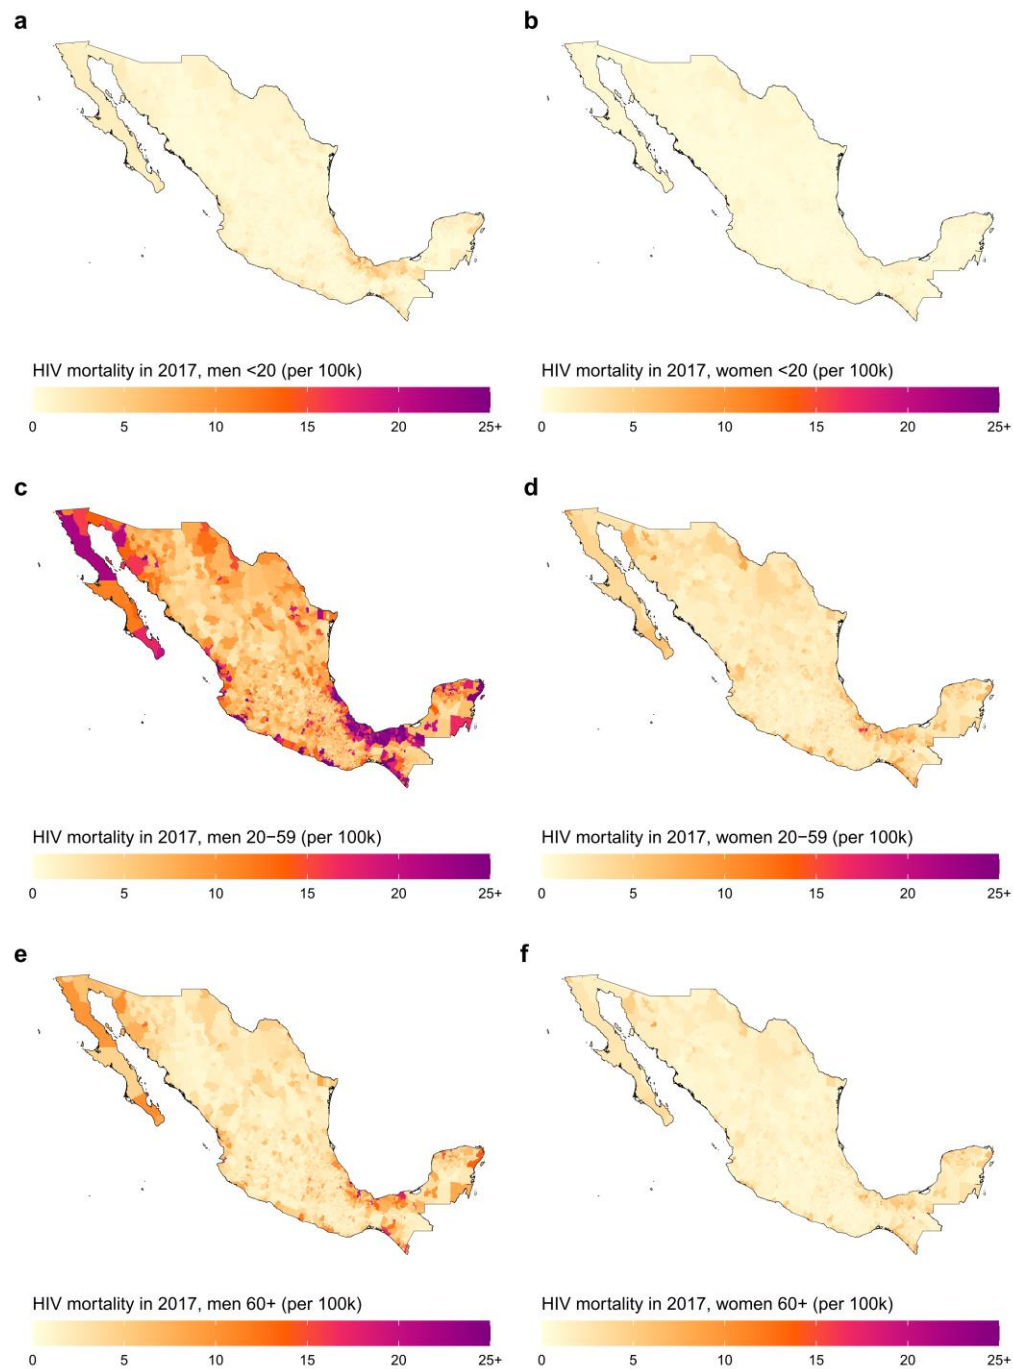 a
b
HIV mortality in 2017, men <20 (per 100k)
HIV mortality in 2017, women <20 (per 100k)
0 5 10 15 20 25+
0 5 10 15 20 25+
c
d
HIV mortality in 2017, men 20−59 (per 100k)
HIV mortality in 2017, women 20−59 (per 100k)
0 5 10 15 20 25+
0 5 10 15 20 25+
e
f
HIV mortality in 2017, men 60+ (per 100k)
HIV mortality in 2017, women 60+ (per 100k)
0 5 10 15 20 25+
0 5 10 15 20 25+